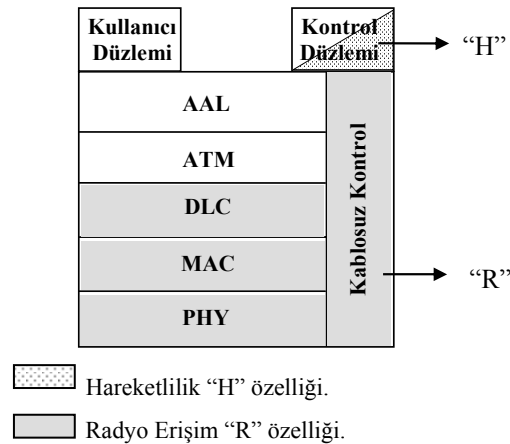 Kullanıcı
Düzlemi
Kontrol
Düzlemi
“H”
AAL
ATM
DLC
MAC
PHY
Kablosuz Kontrol
“R”
Hareketlilik “H” özelliği.
Radyo Erişim “R” özelliği.